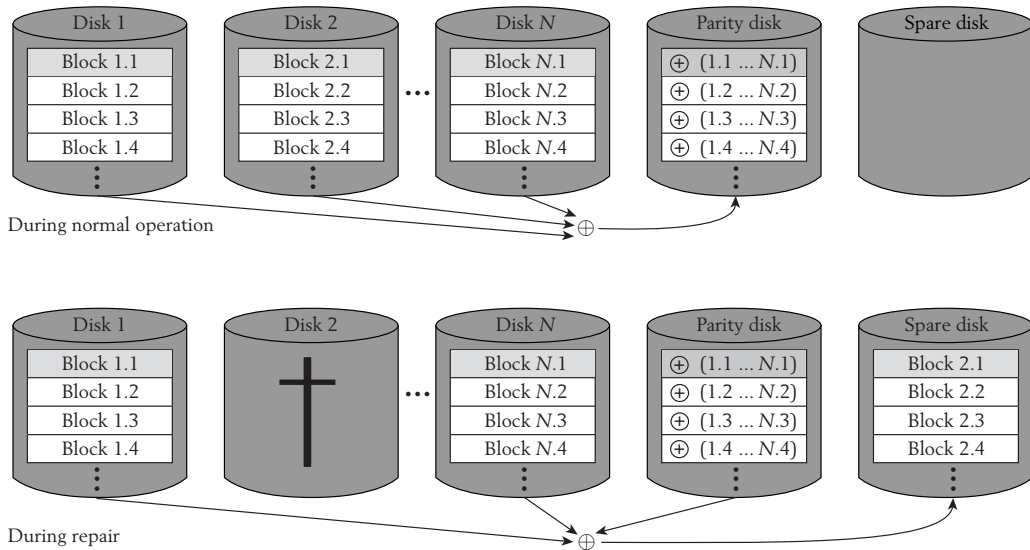 Disk 1 Disk 2 Disk N Parity disk Spare disk
Block 1.1 Block 2.1 Block N.1 ⊕ (1.1 ... N.1)
Block 1.2 Block 2.2 Block N.2 ⊕ (1.2 ... N.2)
Block 1.3 Block 2.3 Block N.3 ⊕ (1.3 ... N.3)
Block 1.4 Block 2.4 Block N.4 ⊕ (1.4 ... N.4)
During normal operation
Disk 1 Disk 2 Disk N Parity disk Spare disk
Block 1.1 Block N.1 ⊕ (1.1 ... N.1) Block 2.1
Block 1.2 Block N.2 ⊕ (1.2 ... N.2) Block 2.2
Block 1.3 Block N.3 ⊕ (1.3 ... N.3) Block 2.3
Block 1.4 Block N.4 ⊕ (1.4 ... N.4) Block 2.4
During repair